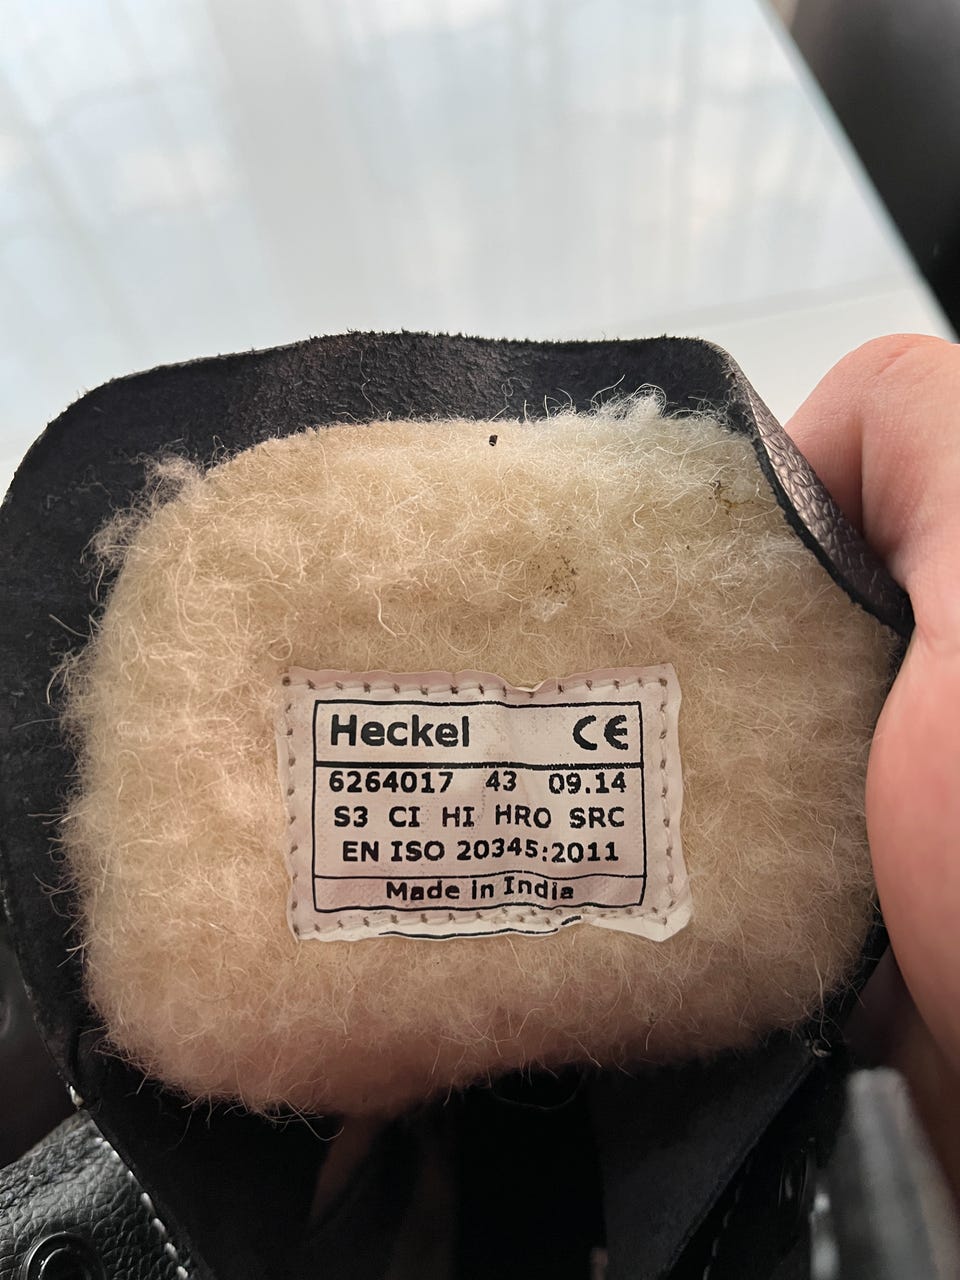 Heckel CE
6264017 43 09.14
S3 CI HI HRO SRC
EN ISO 20345:2011
Made in India